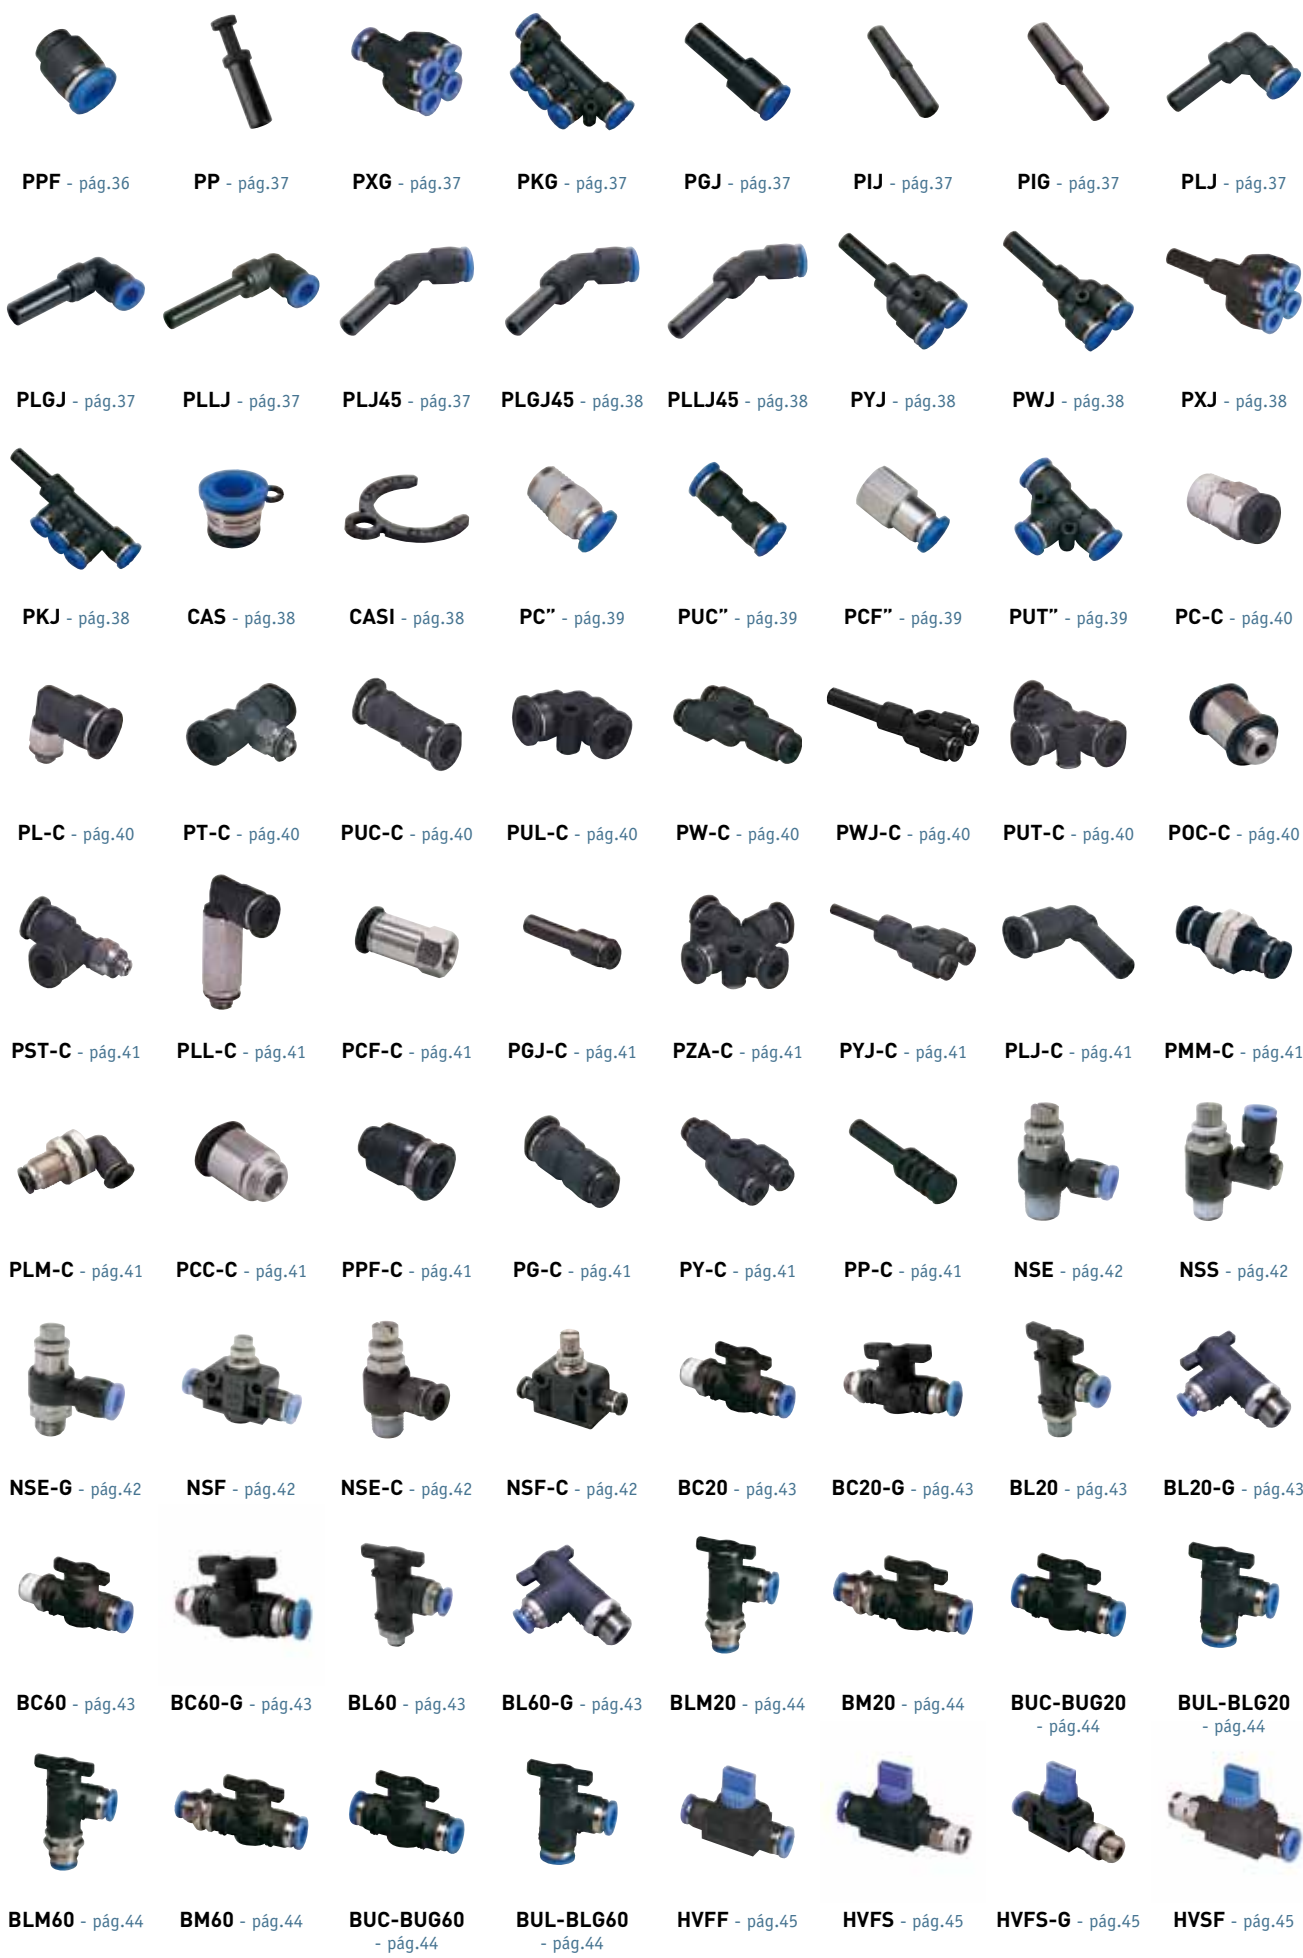 PPF - pág.36 PP - pág.37 PXG - pág.37 PKG - pág.37 PGJ - pág.37 PIJ - pág.37 PIG - pág.37 PLJ - pág.37
PLGJ - pág.37 PLLJ - pág.37 PLJ45 - pág.37 PLGJ45 - pág.38 PLLJ45 - pág.38 PYJ - pág.38 PWJ - pág.38 PXJ - pág.38
PKJ - pág.38 CAS - pág.38 CASI - pág.38 PC” - pág.39 PUC” - pág.39 PCF” - pág.39 PUT” - pág.39 PC-C - pág.40
PL-C - pág.40 PT-C - pág.40 PUC-C - pág.40 PUL-C - pág.40 PW-C - pág.40 PWJ-C - pág.40 PUT-C - pág.40 POC-C - pág.40
PST-C - pág.41 PLL-C - pág.41 PCF-C - pág.41 PGJ-C - pág.41 PZA-C - pág.41 PYJ-C - pág.41 PLJ-C - pág.41 PMM-C - pág.41
PLM-C - pág.41 PCC-C - pág.41 PPF-C - pág.41 PG-C - pág.41 PY-C - pág.41 PP-C - pág.41 NSE - pág.42 NSS - pág.42
NSE-G - pág.42 NSF - pág.42 NSE-C - pág.42 NSF-C - pág.42 BC20 - pág.43 BC20-G - pág.43 BL20 - pág.43 BL20-G - pág.43
BC60 - pág.43 BC60-G - pág.43 BL60 - pág.43 BL60-G - pág.43 BLM20 - pág.44 BM20 - pág.44 BUC-BUG20 BUL-BLG20
- pág.44 - pág.44
BLM60 - pág.44 BM60 - pág.44 BUC-BUG60 BUL-BLG60 HVFF - pág.45 HVFS - pág.45 HVFS-G - pág.45 HVSF - pág.45
- pág.44 - pág.44